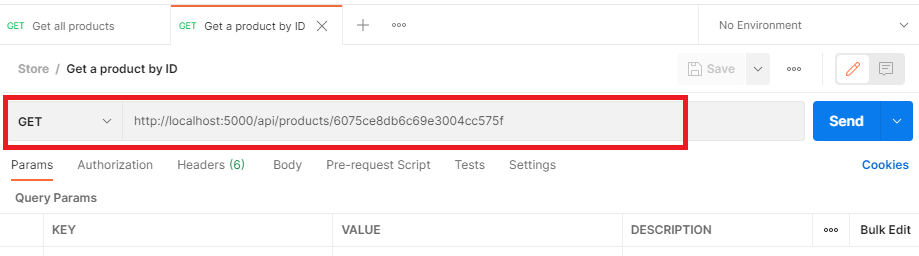 GET Get all products GET Get a product by ID No Environment
Store / Get a product by ID Save
GET http://localhost:5000/api/products/6075ce8db6c69e3004cc575f Send
Params Authorization Headers (6) Body Pre-request Script Tests Settings Cookies
Query Params
KEY VALUE DESCRIPTION Bulk Edit